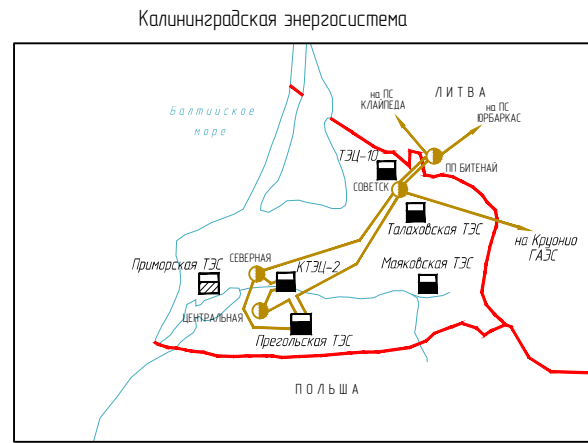 Калининградская энергосистема
ЛИТВА
на ПС
КЛАЙПЕДА
на ПС
ЮРБАРКАС
Балтийское
море
ТЭЦ-10
ПП БИТЕНАЙ
СОВЕТСК
Талаховская ТЭС
на Круонио
ГАЭС
СЕВЕРНАЯ
КТЭЦ-2
Приморская ТЭС
Маяковская ТЭС
ЦЕНТРАЛЬНАЯ
Прегольская ТЭС
ПОЛЬША